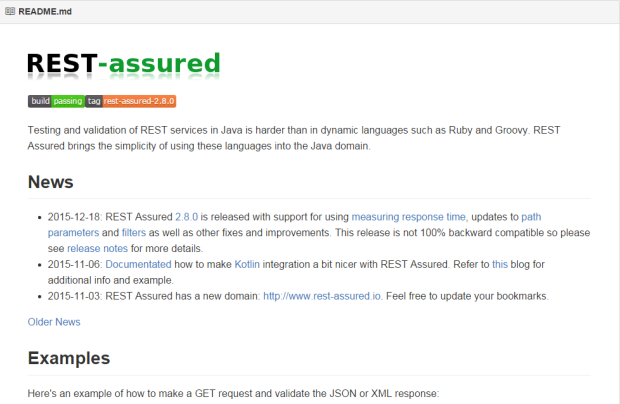 README.md
REST-assured
build passing tag rest-assured-2.8.0
Testing and validation of REST services in Java is harder than in dynamic languages such as Ruby and Groovy. REST
Assured brings the simplicity of using these languages into the Java domain.
News
• 2015-12-18: REST Assured 2.8.0 is released with support for using measuring response time, updates to path
parameters and filters as well as other fixes and improvements. This release is not 100% backward compatible so please
see release notes for more details.
• 2015-11-06: Documentated how to make Kotlin integration a bit nicer with REST Assured. Refer to this blog for
additional info and example.
• 2015-11-03: REST Assured has a new domain: http://www.rest-assured.io. Feel free to update your bookmarks.
Older News
Examples
Here's an example of how to make a GET request and validate the JSON or XML response: